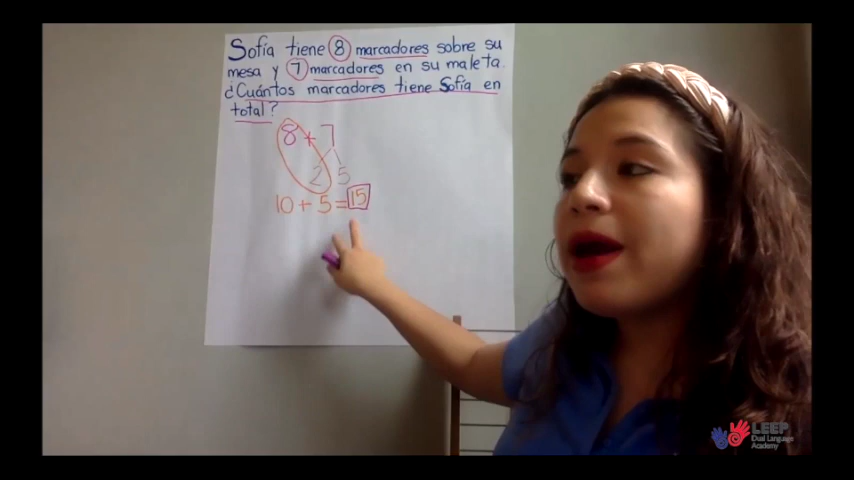 Sofía tiene 8 marcadores sobre su
mesa y 7 marcadores en su maleta.
¿Cuántos marcadores tiene Sofía en
total?
8 + 7
2 5
10 + 5 = 15
LEEP
Dual Language
Academy